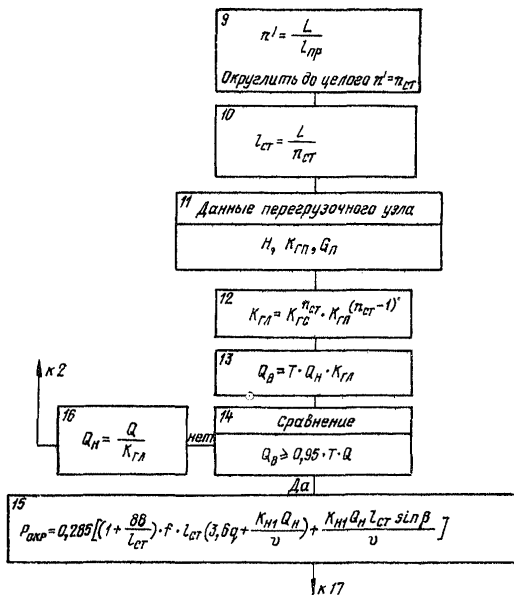 9
n' = L / l_пр
Округлить до целого n' = n_ст
10
l_ст = L / n_ст
11 Данные перегрузочного узла
H, K_гп, G_л
12
K_гл = K_гс^n_ст · K_гп^(n_ст - 1)
13
Q_в = T · Q_н · K_гл
к 2
14
Сравнение
16
Q_н = Q / K_гл
нет
Q_в ≥ 0,95 · T · Q
Да
15
P_окр = 0,285[(1 + 88 / l_ст) · f · l_ст (3,6q + K_н1 Q_н / υ) + K_н1 Q_н l_ст sin β / υ]
к 17